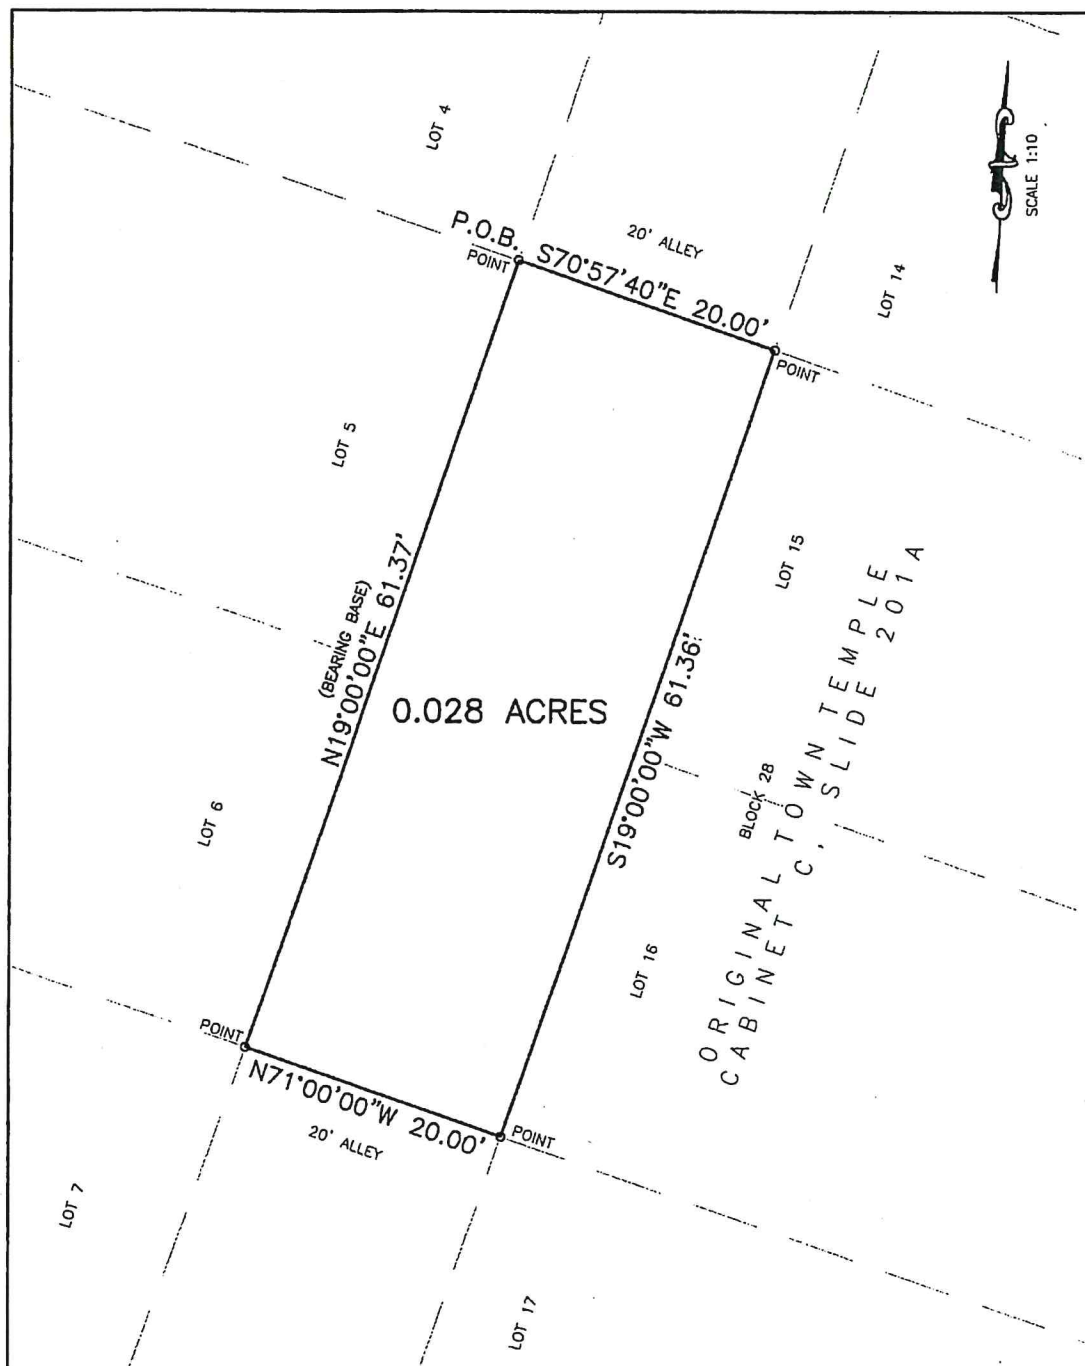 LOT 4
SCALE 1:10
P.O.B.
POINT
20' ALLEY
S70°57'40"E 20.00'
LOT 14
POINT
LOT 5
(BEARING BASE)
N19°00'00"E 61.37'
LOT 15
0.028 ACRES
S19°00'00"W 61.36'
LOT 6
BLOCK 28
ORIGINAL TOWN TEMPLE
CABINET C, SLIDE 201A
LOT 16
POINT
N71°00'00"W 20.00'
20' ALLEY
POINT
LOT 7
LOT 17